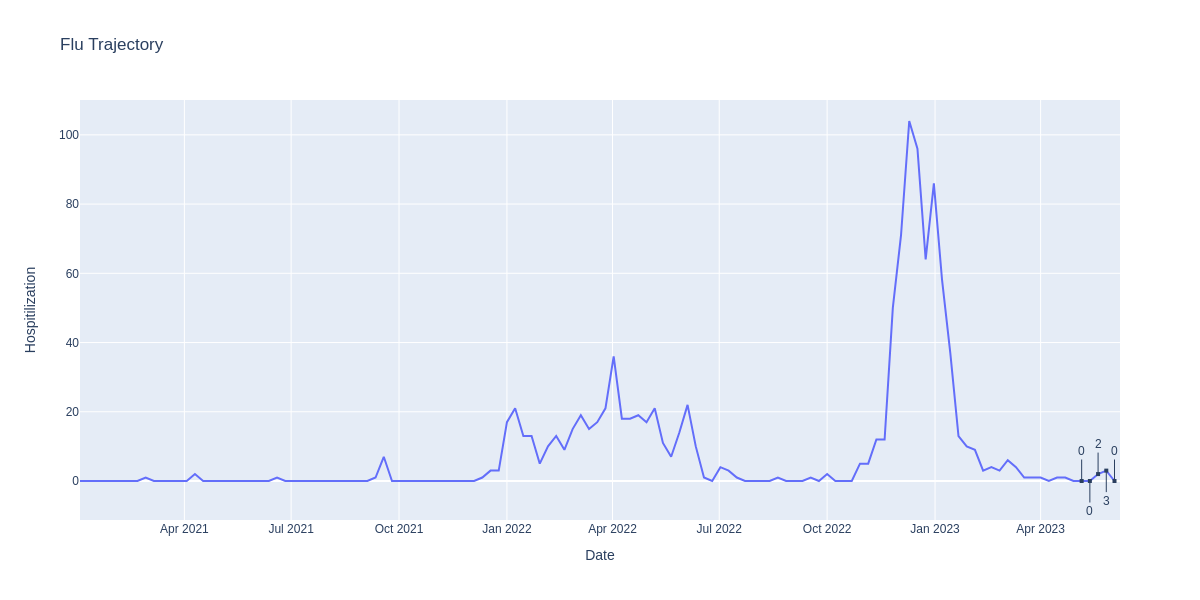 Flu Trajectory
Hospitilization
100
80
60
40
20
0
0
2
0
0
3
Apr 2021
Jul 2021
Oct 2021
Jan 2022
Apr 2022
Jul 2022
Oct 2022
Jan 2023
Apr 2023
Date